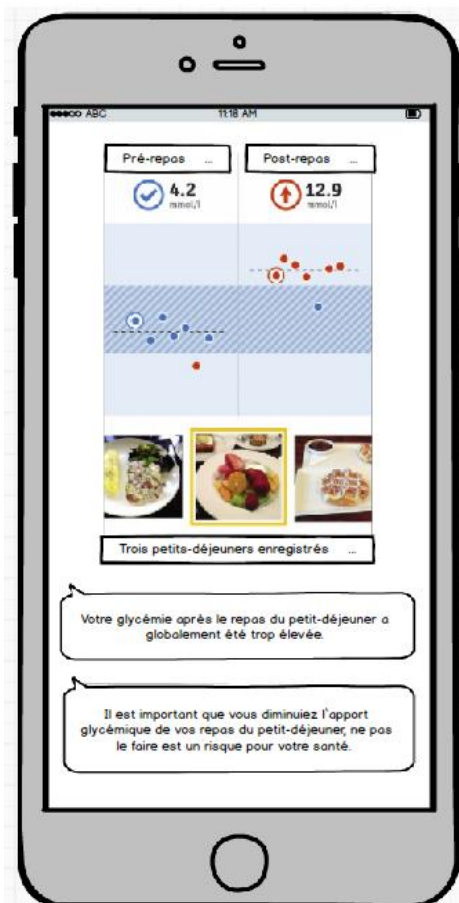 ABC 11:18 AM
Pré-repas ... Post-repas ...
4.2 12.9
mmol/l mmol/l
Trois petits-déjeuners enregistrés ...
Votre glycémie après le repas du petit-déjeuner a
globalement été trop élevée.
Il est important que vous diminuiez l'apport
glycémique de vos repas du petit-déjeuner, ne pas
le faire est un risque pour votre santé.